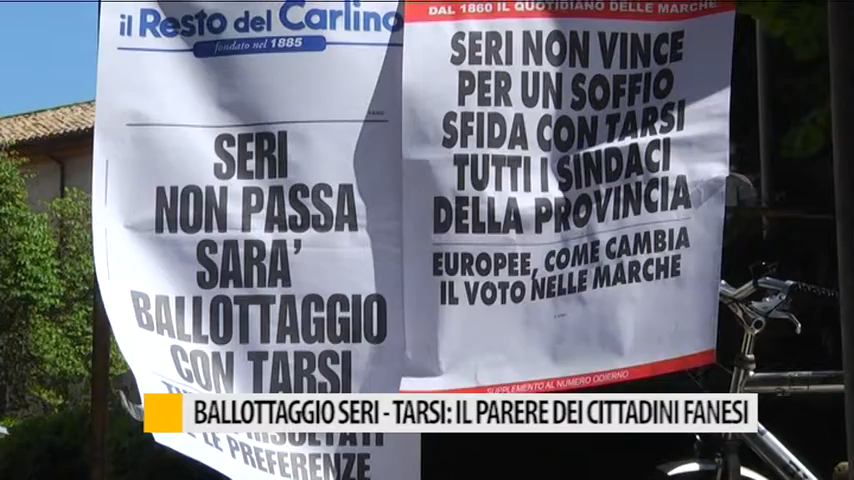 il Resto del Carlino
fondato nel 1885
SERI
NON PASSA
SARA'
BALLOTTAGGIO
CON TARSI
RISULTATI
E LE PREFERENZE
DAL 1860 IL QUOTIDIANO DELLE MARCHE
SERI NON VINCE
PER UN SOFFIO
SFIDA CON TARSI
TUTTI I SINDACI
DELLA PROVINCIA
EUROPEE, COME CAMBIA
IL VOTO NELLE MARCHE
SUPPLEMENTO AL NUMERO ODIERNO
BALLOTTAGGIO SERI - TARSI: IL PARERE DEI CITTADINI FANESI